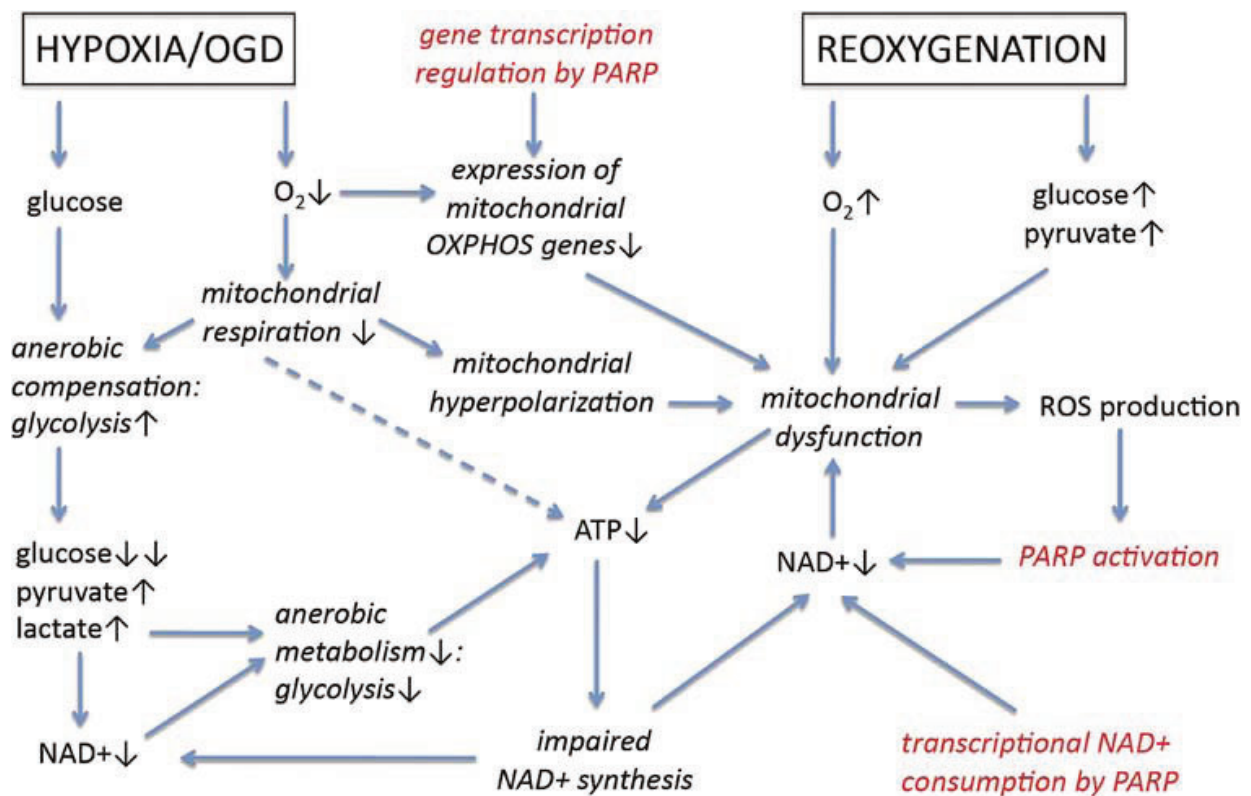 HYPOXIA/OGD
gene transcription
regulation by PARP
REOXYGENATION
glucose
O₂↓
expression of
mitochondrial
OXPHOS genes↓
O₂↑
glucose↑
pyruvate↑
mitochondrial
respiration ↓
anerobic
compensation:
glycolysis↑
mitochondrial
hyperpolarization
mitochondrial
dysfunction
ROS production
glucose↓↓
pyruvate↑
lactate↑
ATP↓
NAD+↓
PARP activation
anerobic
metabolism↓:
glycolysis↓
NAD+↓
impaired
NAD+ synthesis
transcriptional NAD+
consumption by PARP